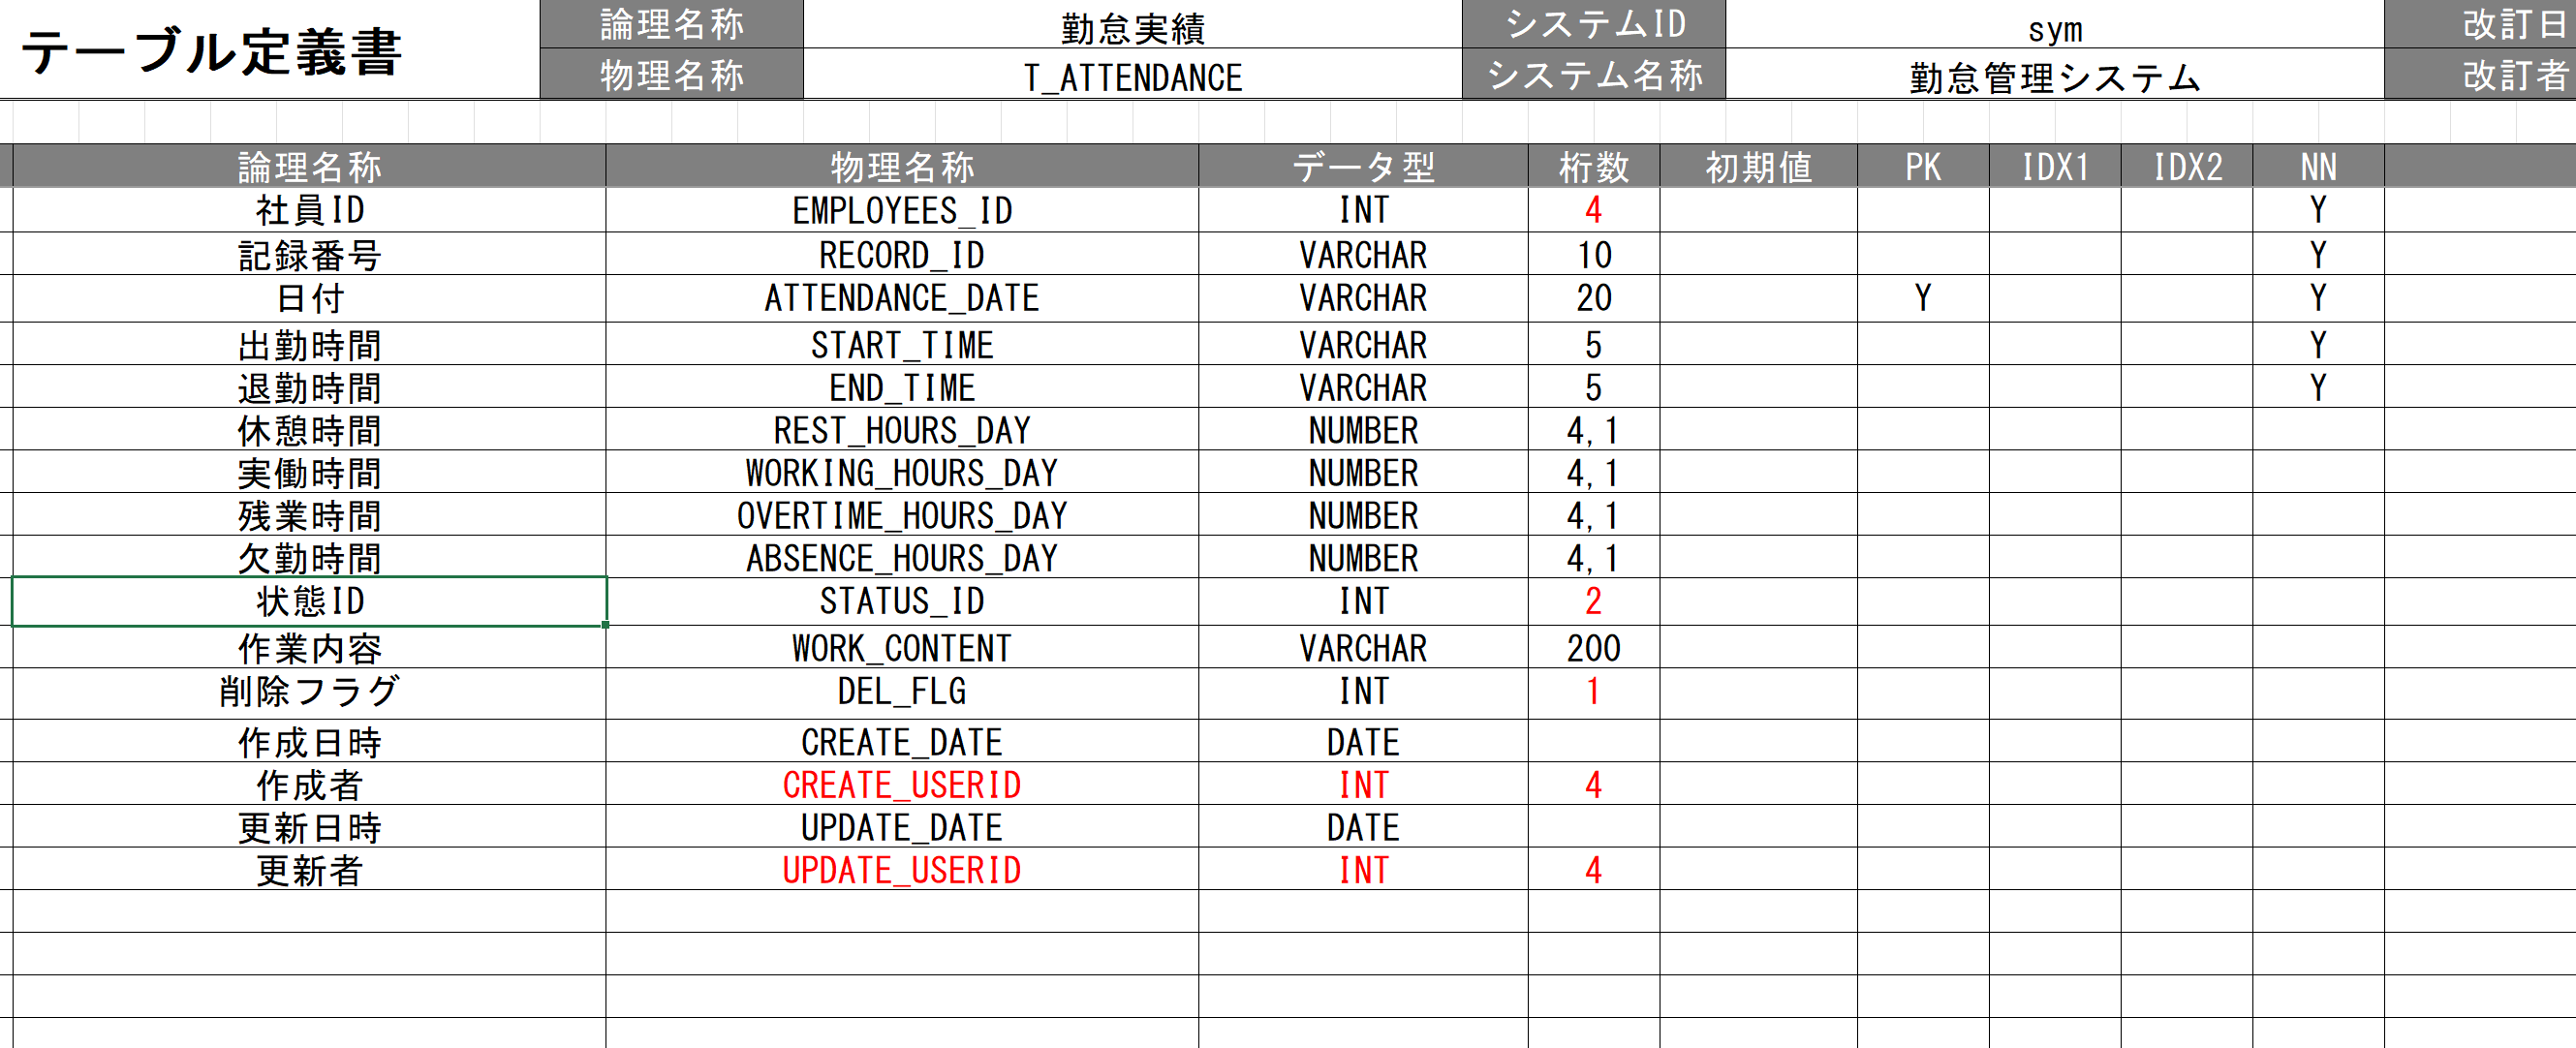 テーブル定義書 論理名称 勤怠実績 システムID sym 改訂日
物理名称 T_ATTENDANCE システム名称 勤怠管理システム 改訂者
論理名称 物理名称 データ型 桁数 初期値 PK IDX1 IDX2 NN
社員ID EMPLOYEES_ID INT 4 Y
記録番号 RECORD_ID VARCHAR 10 Y
日付 ATTENDANCE_DATE VARCHAR 20 Y Y
出勤時間 START_TIME VARCHAR 5 Y
退勤時間 END_TIME VARCHAR 5 Y
休憩時間 REST_HOURS_DAY NUMBER 4,1
実働時間 WORKING_HOURS_DAY NUMBER 4,1
残業時間 OVERTIME_HOURS_DAY NUMBER 4,1
欠勤時間 ABSENCE_HOURS_DAY NUMBER 4,1
状態ID STATUS_ID INT 2
作業内容 WORK_CONTENT VARCHAR 200
削除フラグ DEL_FLG INT 1
作成日時 CREATE_DATE DATE
作成者 CREATE_USERID INT 4
更新日時 UPDATE_DATE DATE
更新者 UPDATE_USERID INT 4